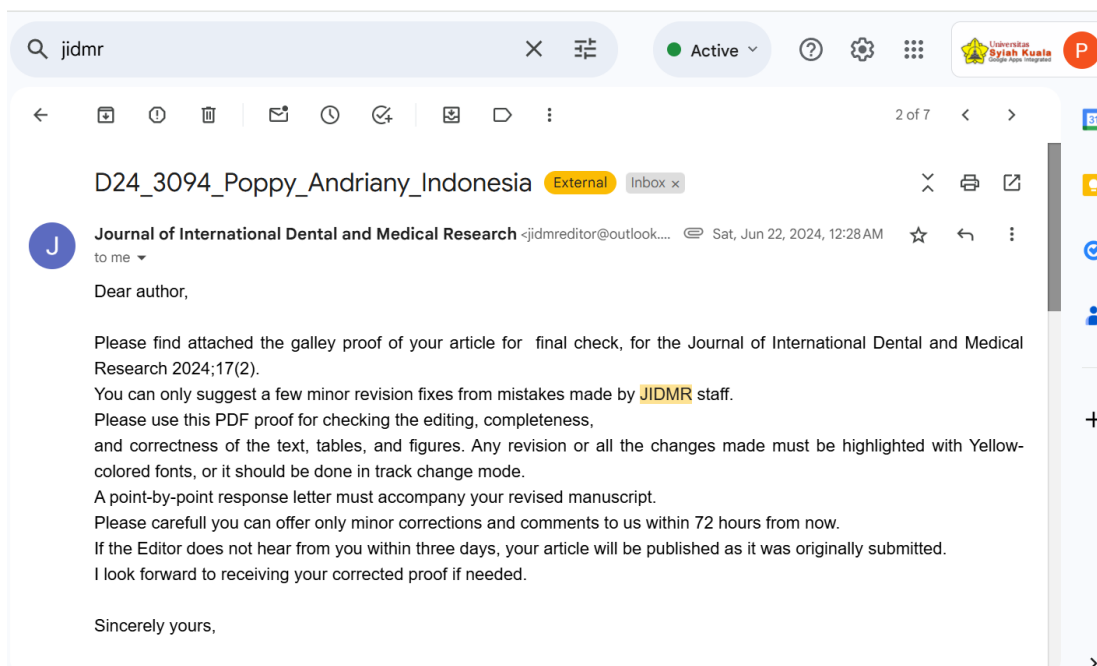 jidmr
Active
Universitas
Syiah Kuala
Google Apps Integrated
P
2 of 7
31
D24_3094_Poppy_Andriany_Indonesia External Inbox x
J
Journal of International Dental and Medical Research <jidmreditor@outlook.... Sat, Jun 22, 2024, 12:28 AM
to me
Dear author,
Please find attached the galley proof of your article for final check, for the Journal of International Dental and Medical
Research 2024;17(2).
You can only suggest a few minor revision fixes from mistakes made by JIDMR staff.
Please use this PDF proof for checking the editing, completeness,
and correctness of the text, tables, and figures. Any revision or all the changes made must be highlighted with Yellow-
colored fonts, or it should be done in track change mode.
A point-by-point response letter must accompany your revised manuscript.
Please carefull you can offer only minor corrections and comments to us within 72 hours from now.
If the Editor does not hear from you within three days, your article will be published as it was originally submitted.
I look forward to receiving your corrected proof if needed.
Sincerely yours,